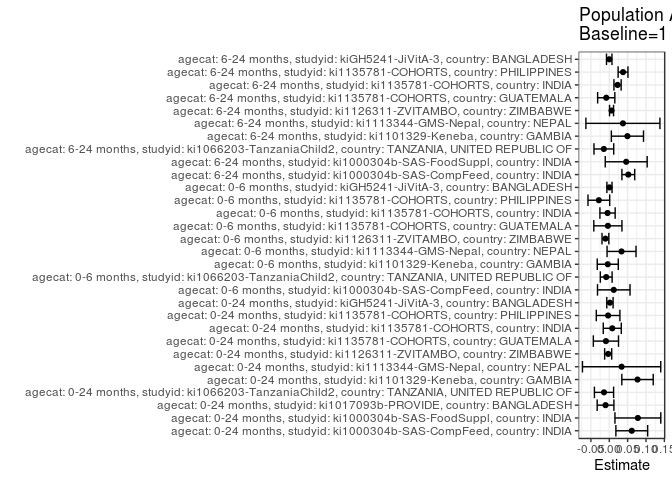 Population A
Baseline=1
agecat: 6-24 months, studyid: kiGH5241-JiVitA-3, country: BANGLADESH
agecat: 6-24 months, studyid: ki1135781-COHORTS, country: PHILIPPINES
agecat: 6-24 months, studyid: ki1135781-COHORTS, country: INDIA
agecat: 6-24 months, studyid: ki1135781-COHORTS, country: GUATEMALA
agecat: 6-24 months, studyid: ki1126311-ZVITAMBO, country: ZIMBABWE
agecat: 6-24 months, studyid: ki1113344-GMS-Nepal, country: NEPAL
agecat: 6-24 months, studyid: ki1101329-Keneba, country: GAMBIA
agecat: 6-24 months, studyid: ki1066203-TanzaniaChild2, country: TANZANIA, UNITED REPUBLIC OF
agecat: 6-24 months, studyid: ki1000304b-SAS-FoodSuppl, country: INDIA
agecat: 6-24 months, studyid: ki1000304b-SAS-CompFeed, country: INDIA
agecat: 0-6 months, studyid: kiGH5241-JiVitA-3, country: BANGLADESH
agecat: 0-6 months, studyid: ki1135781-COHORTS, country: PHILIPPINES
agecat: 0-6 months, studyid: ki1135781-COHORTS, country: INDIA
agecat: 0-6 months, studyid: ki1135781-COHORTS, country: GUATEMALA
agecat: 0-6 months, studyid: ki1126311-ZVITAMBO, country: ZIMBABWE
agecat: 0-6 months, studyid: ki1113344-GMS-Nepal, country: NEPAL
agecat: 0-6 months, studyid: ki1101329-Keneba, country: GAMBIA
agecat: 0-6 months, studyid: ki1066203-TanzaniaChild2, country: TANZANIA, UNITED REPUBLIC OF
agecat: 0-6 months, studyid: ki1000304b-SAS-CompFeed, country: INDIA
agecat: 0-24 months, studyid: kiGH5241-JiVitA-3, country: BANGLADESH
agecat: 0-24 months, studyid: ki1135781-COHORTS, country: PHILIPPINES
agecat: 0-24 months, studyid: ki1135781-COHORTS, country: INDIA
agecat: 0-24 months, studyid: ki1135781-COHORTS, country: GUATEMALA
agecat: 0-24 months, studyid: ki1126311-ZVITAMBO, country: ZIMBABWE
agecat: 0-24 months, studyid: ki1113344-GMS-Nepal, country: NEPAL
agecat: 0-24 months, studyid: ki1101329-Keneba, country: GAMBIA
agecat: 0-24 months, studyid: ki1066203-TanzaniaChild2, country: TANZANIA, UNITED REPUBLIC OF
agecat: 0-24 months, studyid: ki1017093b-PROVIDE, country: BANGLADESH
agecat: 0-24 months, studyid: ki1000304b-SAS-FoodSuppl, country: INDIA
agecat: 0-24 months, studyid: ki1000304b-SAS-CompFeed, country: INDIA
-0.05 0.00 0.05 0.10 0.15
Estimate